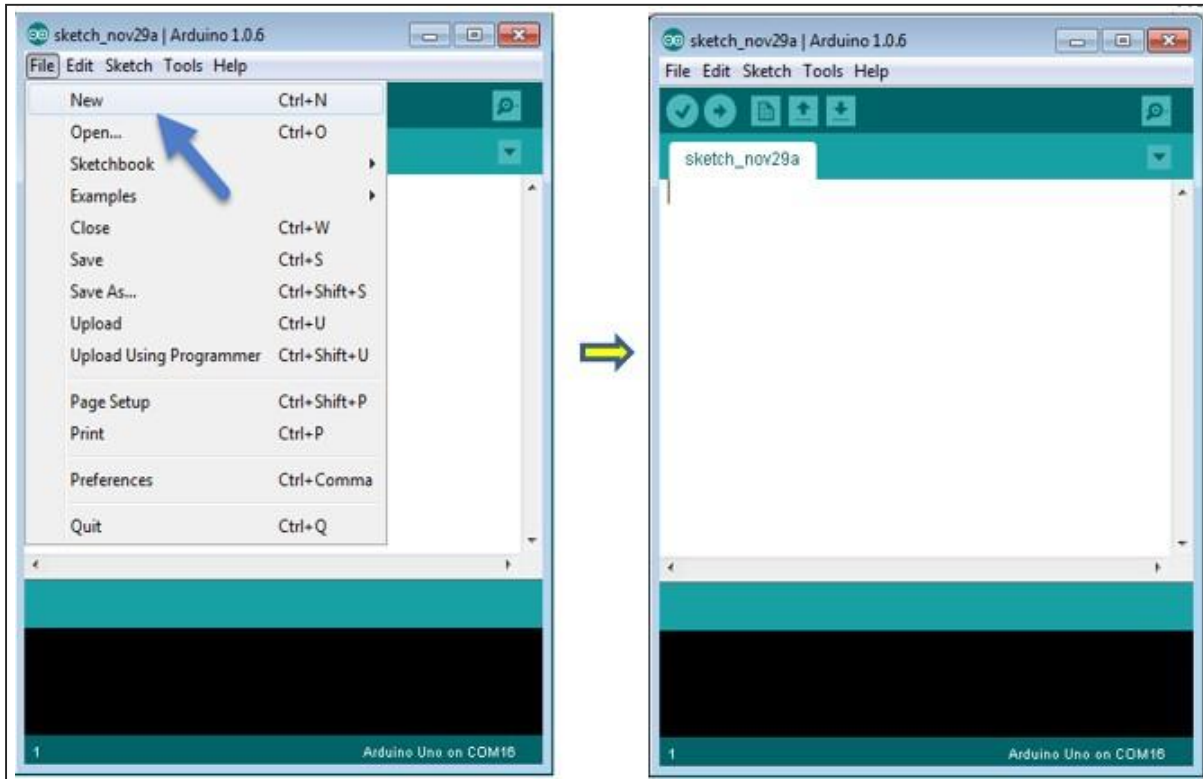 sketch_nov29a | Arduino 1.0.6
File Edit Sketch Tools Help
New Ctrl+N
Open... Ctrl+O
Sketchbook
Examples
Close Ctrl+W
Save Ctrl+S
Save As... Ctrl+Shift+S
Upload Ctrl+U
Upload Using Programmer Ctrl+Shift+U
Page Setup Ctrl+Shift+P
Print Ctrl+P
Preferences Ctrl+Comma
Quit Ctrl+Q
1 Arduino Uno on COM16
sketch_nov29a | Arduino 1.0.6
File Edit Sketch Tools Help
sketch_nov29a
1 Arduino Uno on COM16